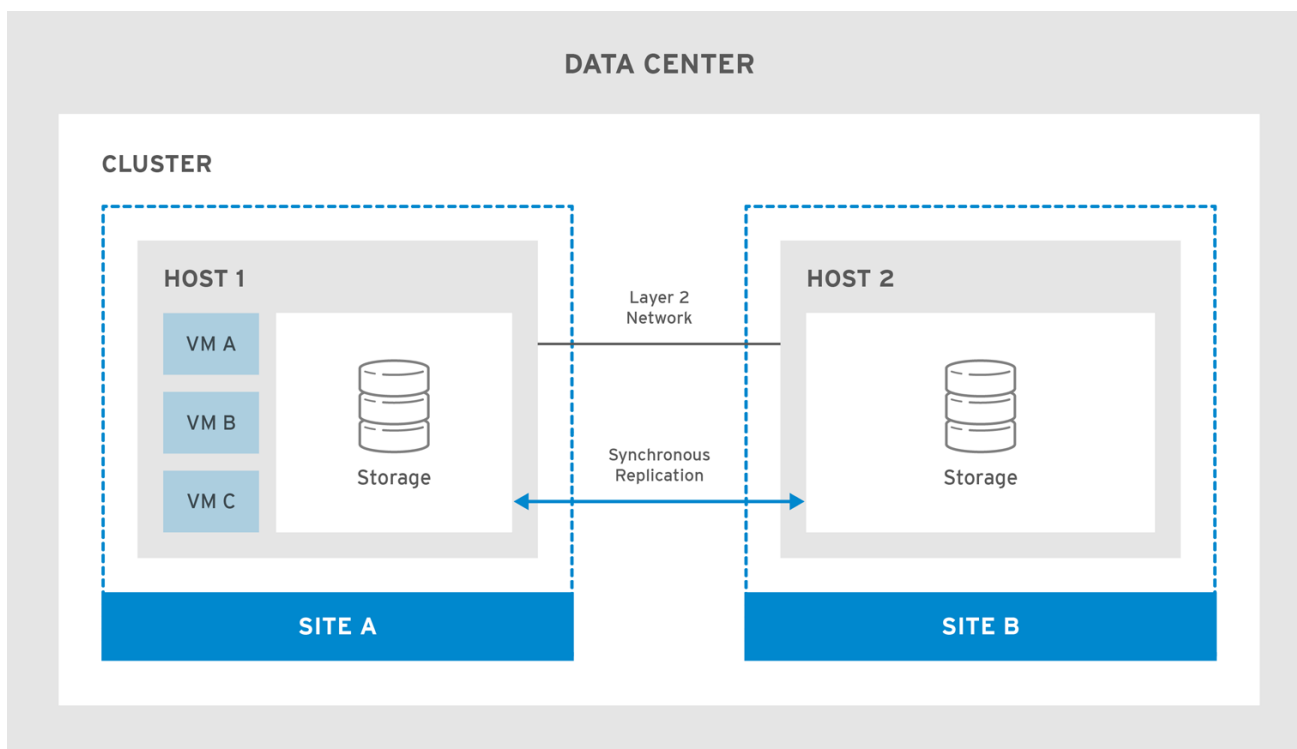 DATA CENTER
CLUSTER
HOST 1
VM A
VM B
VM C
Storage
Layer 2
Network
Synchronous
Replication
HOST 2
Storage
SITE A
SITE B